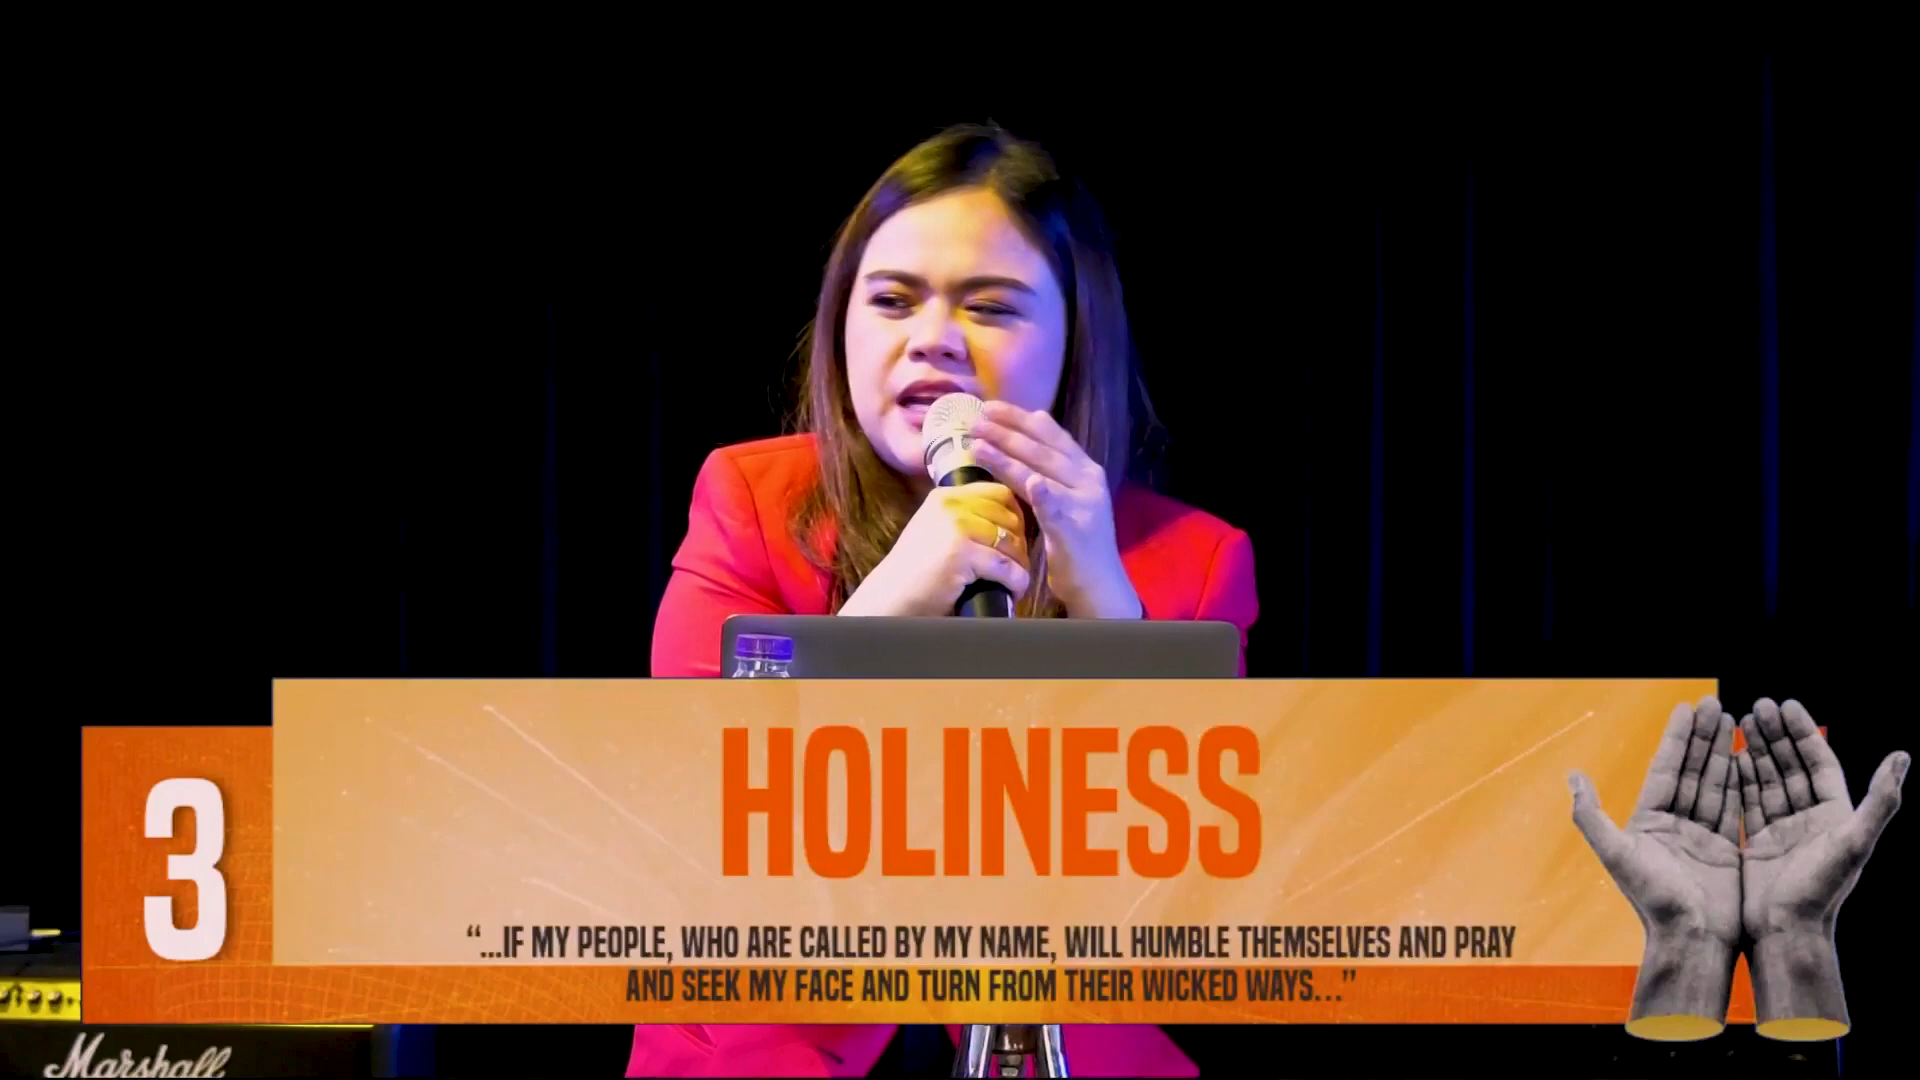 3
HOLINESS
“...IF MY PEOPLE, WHO ARE CALLED BY MY NAME, WILL HUMBLE THEMSELVES AND PRAY
AND SEEK MY FACE AND TURN FROM THEIR WICKED WAYS...”
Marshall